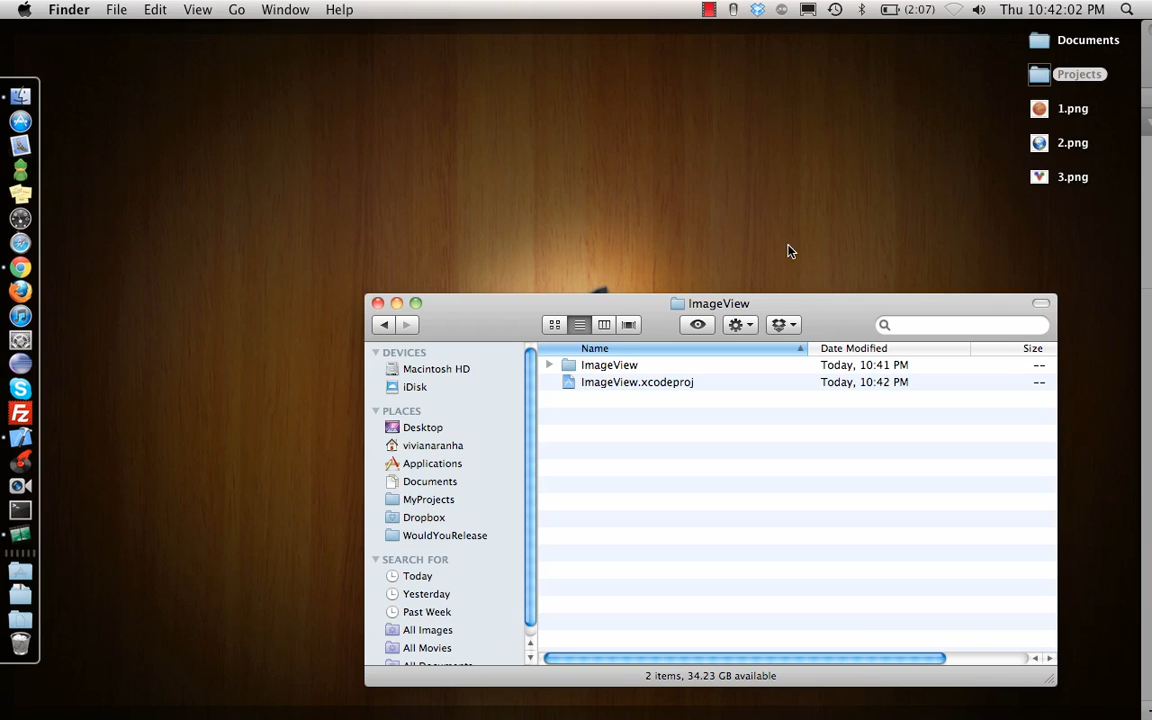 Finder File Edit View Go Window Help (2:07) Thu 10:42:02 PM
Documents
Projects
1.png
2.png
3.png
ImageView
DEVICES
Macintosh HD
iDisk
PLACES
Desktop
vivianaranha
Applications
Documents
MyProjects
Dropbox
WouldYouRelease
SEARCH FOR
Today
Yesterday
Past Week
All Images
All Movies
All Documents
Name Date Modified Size
ImageView Today, 10:41 PM --
ImageView.xcodeproj Today, 10:42 PM --
2 items, 34.23 GB available